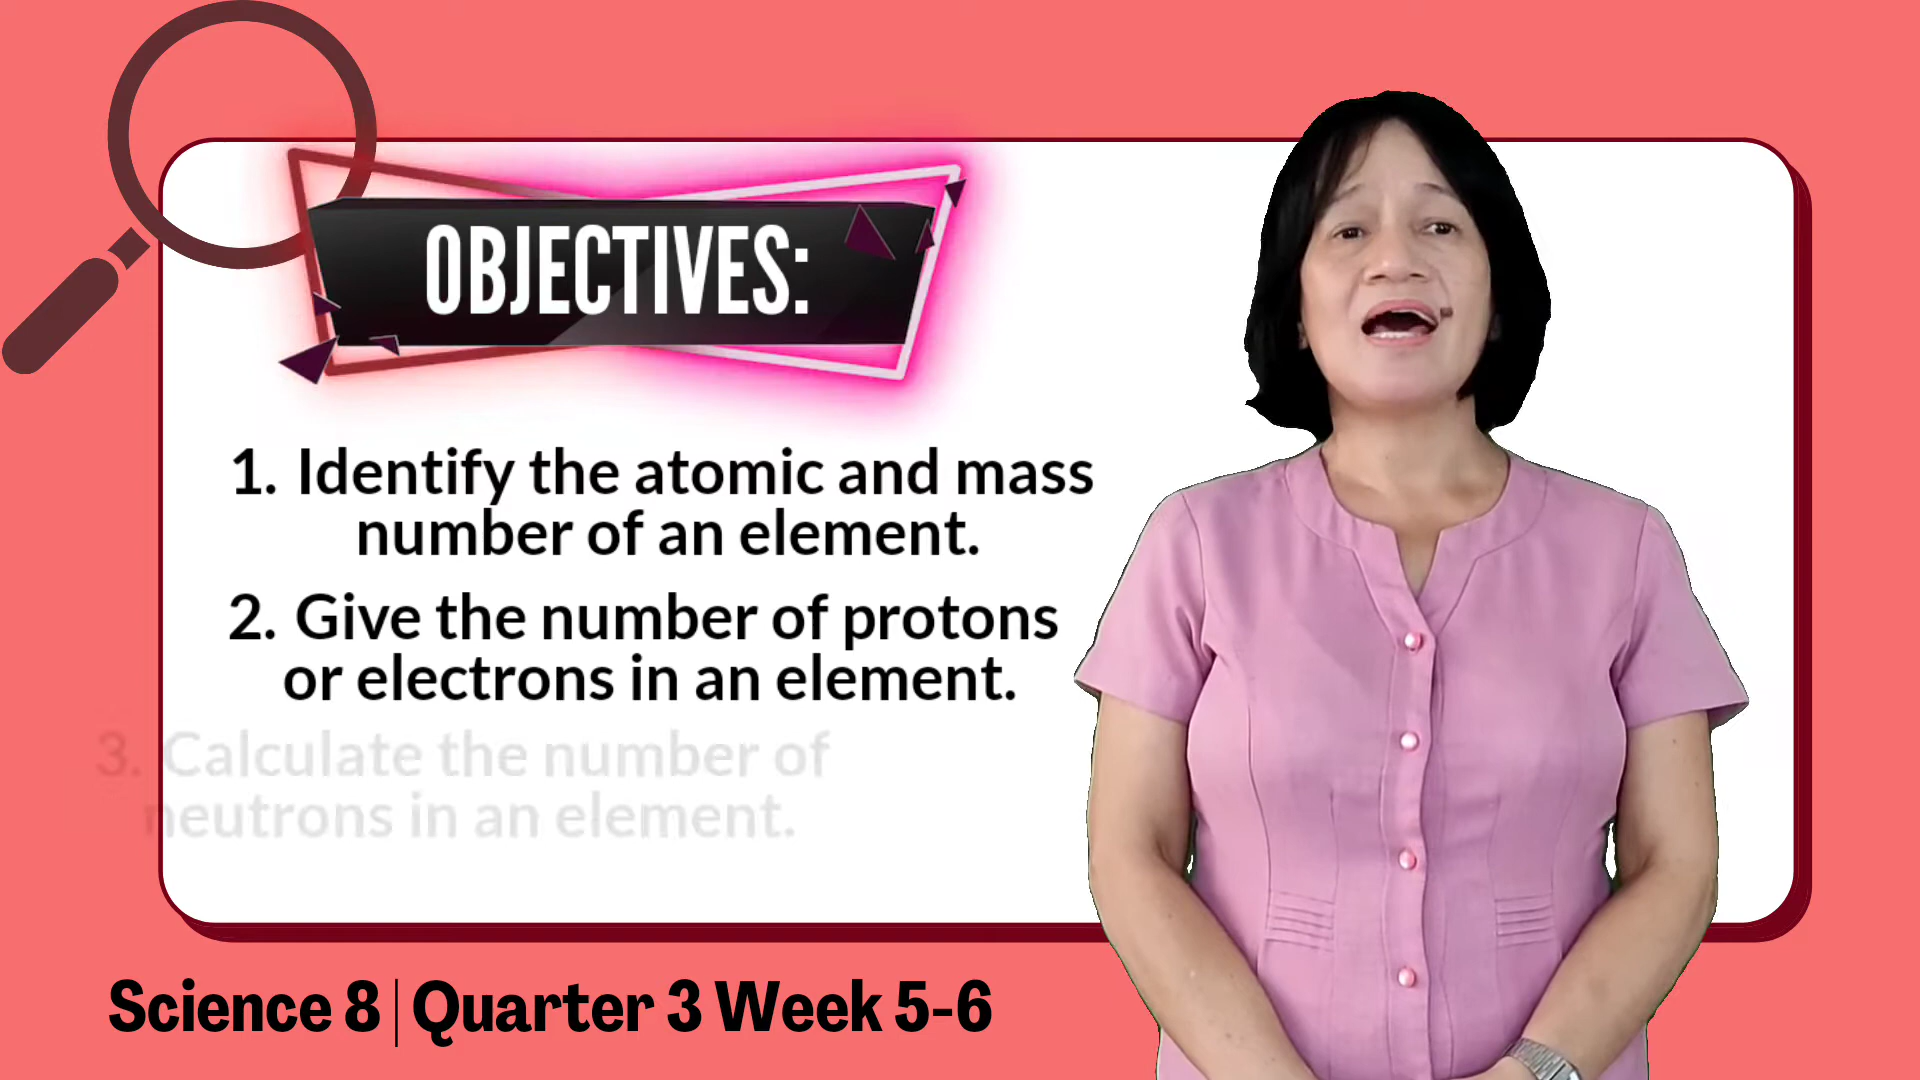 OBJECTIVES:
1. Identify the atomic and mass
number of an element.
2. Give the number of protons
or electrons in an element.
3. Calculate the number of
neutrons in an element.
Science 8 | Quarter 3 Week 5-6